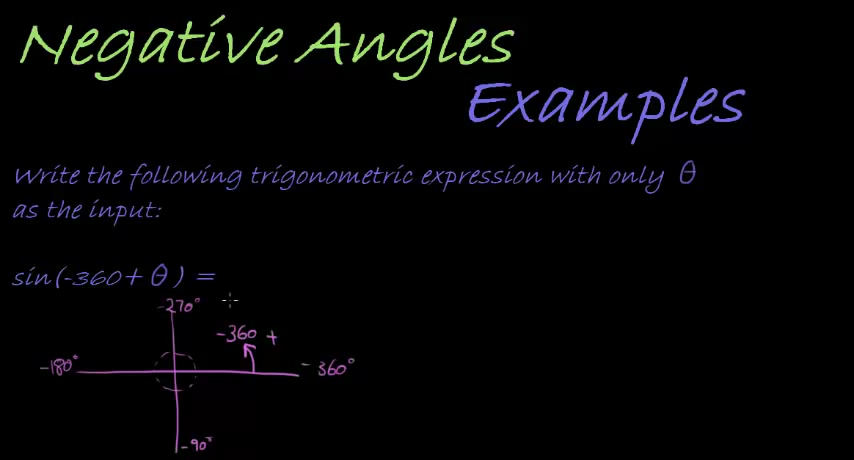 Negative Angles
Examples
Write the following trigonometric expression with only θ
as the input:
sin(-360+ θ ) =
-270°
-360 +
-180°
-360°
-90°